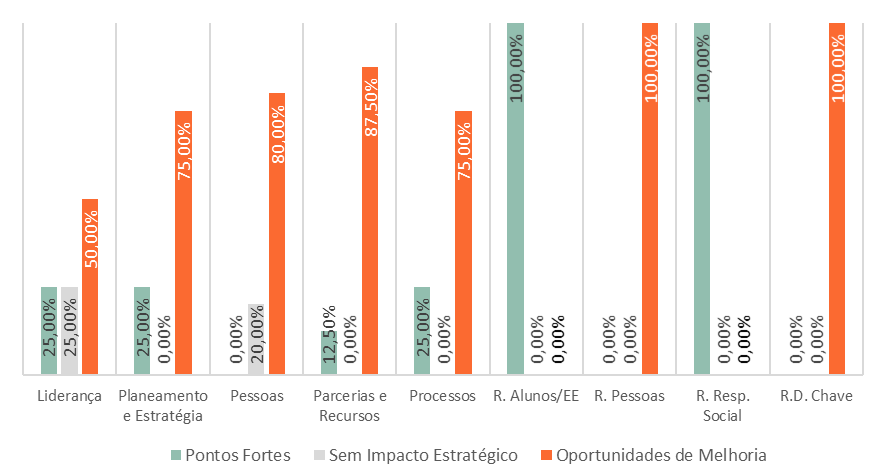 25,00%
25,00%
50,00%
25,00%
0,00%
75,00%
0,00%
20,00%
80,00%
12,50%
0,00%
87,50%
25,00%
0,00%
75,00%
100,00%
0,00%
0,00%
0,00%
0,00%
100,00%
100,00%
0,00%
0,00%
0,00%
0,00%
100,00%
Liderança
Planeamento
e Estratégia
Pessoas
Parcerias e
Recursos
Processos
R. Alunos/EE
R. Pessoas
R. Resp.
Social
R.D. Chave
Pontos Fortes
Sem Impacto Estratégico
Oportunidades de Melhoria